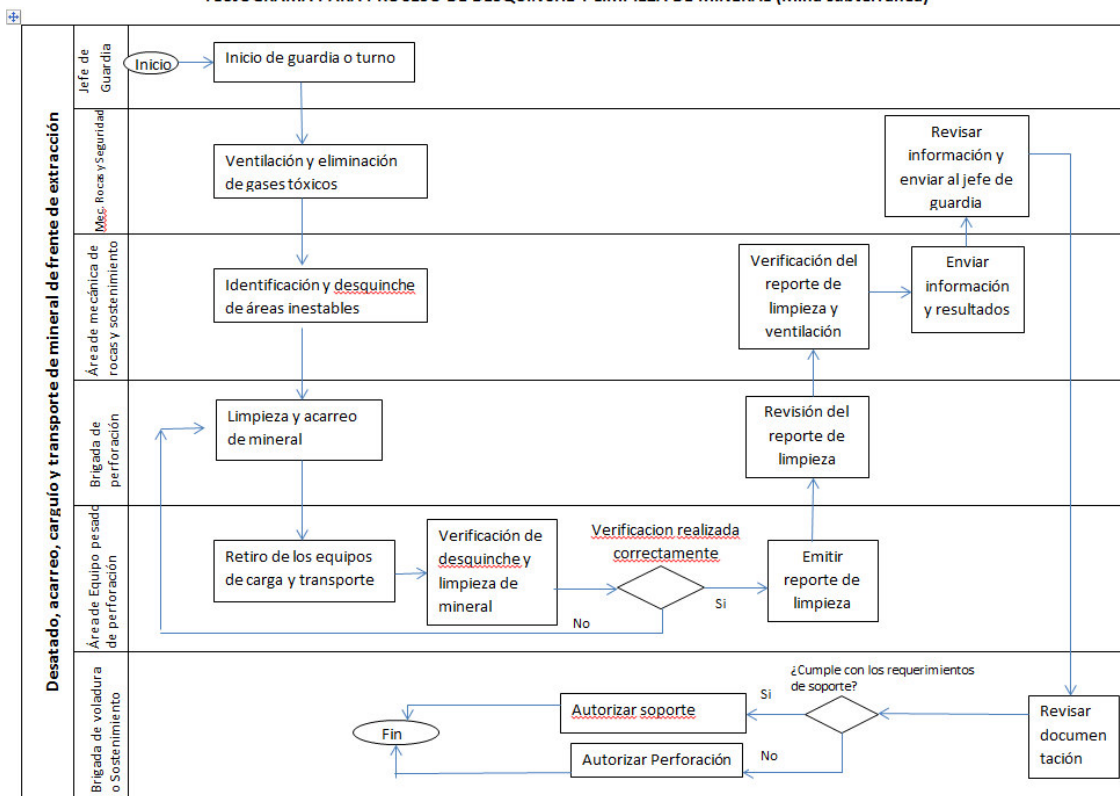 Desatado, acarreo, carguío y transporte de mineral de frente de extracción
Jefe de
Guardia
Inicio
Inicio de guardia o turno
Mec. Rocas y Seguridad
Ventilación y eliminación
de gases tóxicos
Revisar
información y
enviar al jefe de
guardia
Área de mecánica de
rocas y sostenimiento
Identificación y desquinche
de áreas inestables
Verificación del
reporte de
limpieza y
ventilación
Enviar
información
y resultados
Brigada de
perforación
Limpieza y acarreo
de mineral
Revisión del
reporte de
limpieza
Área de Equipo pesado
de perforación
Retiro de los equipos
de carga y transporte
Verificación de
desquinche y
limpieza de
mineral
Verificacion realizada
correctamente
Si
No
Emitir
reporte de
limpieza
Brigada de voladura
o Sostenimiento
¿Cumple con los requerimientos
de soporte?
Si
No
Autorizar soporte
Fin
Autorizar Perforación
Revisar
documen
tación